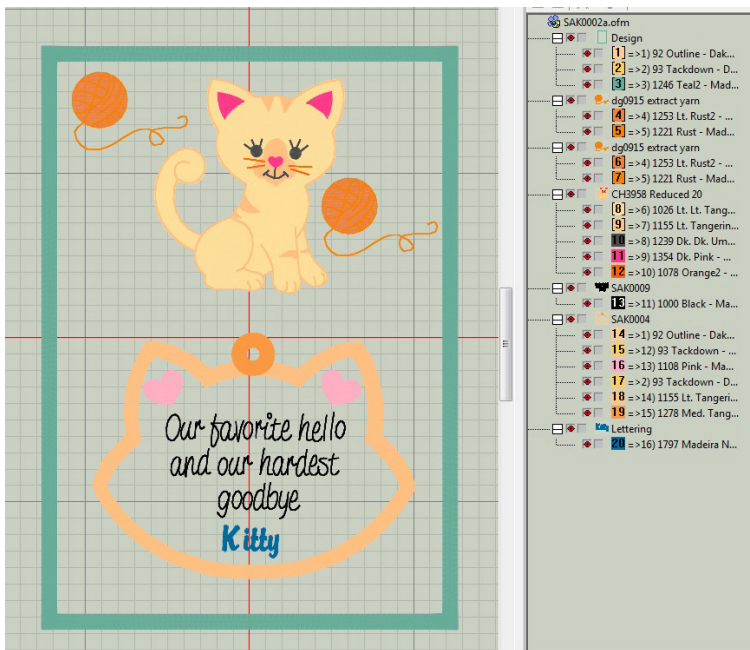 Our favorite hello
and our hardest
goodbye
Kitty
SAK0002a.ofm
Design
1 =>1) 92 Outline - Dak...
2 =>2) 93 Tackdown - D...
3 =>3) 1246 Teal2 - Mad...
dg0915 extract yarn
4 =>4) 1253 Lt. Rust2 - ...
5 =>5) 1221 Rust - Mad...
dg0915 extract yarn
6 =>4) 1253 Lt. Rust2 - ...
7 =>5) 1221 Rust - Mad...
CH3958 Reduced 20
8 =>6) 1026 Lt. Lt. Tang...
9 =>7) 1155 Lt. Tangerin...
10 =>8) 1239 Dk. Dk. Um...
11 =>9) 1354 Dk. Pink - ...
12 =>10) 1078 Orange2 - ...
SAK0009
13 =>11) 1000 Black - Ma...
SAK0004
14 =>1) 92 Outline - Dak...
15 =>12) 93 Tackdown - ...
16 =>13) 1108 Pink - Ma...
17 =>2) 93 Tackdown - D...
18 =>14) 1155 Lt. Tangeri...
19 =>15) 1278 Med. Tang...
Kitty Lettering
20 =>16) 1797 Madeira N...